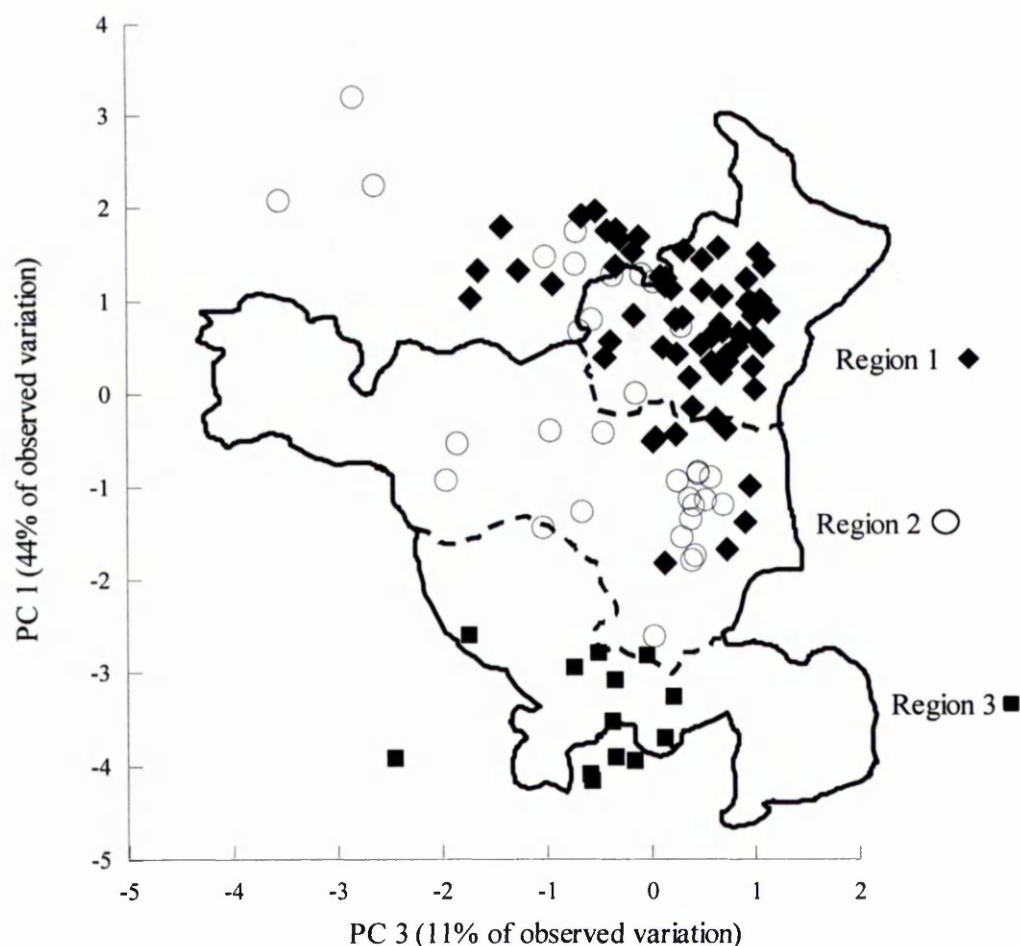 4
3
2
1
0
-1
-2
-3
-4
-5
PC 1 (44% of observed variation)
Region 1
Region 2
Region 3
-5 -4 -3 -2 -1 0 1 2
PC 3 (11% of observed variation)